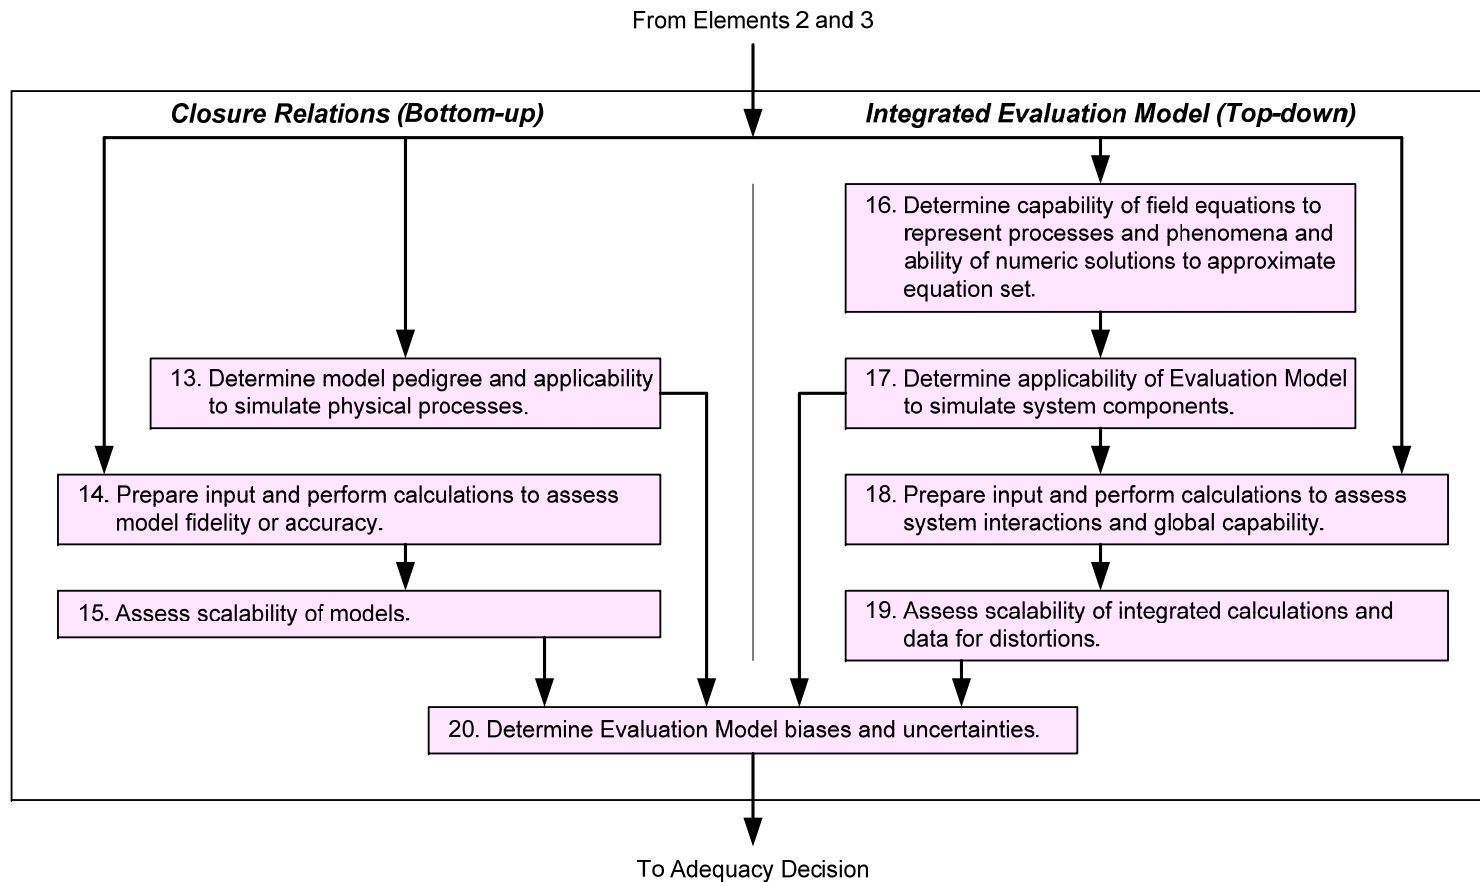 From Elements 2 and 3
Closure Relations (Bottom-up)
Integrated Evaluation Model (Top-down)
16. Determine capability of field equations to
represent processes and phenomena and
ability of numeric solutions to approximate
equation set.
13. Determine model pedigree and applicability
to simulate physical processes.
17. Determine applicability of Evaluation Model
to simulate system components.
14. Prepare input and perform calculations to assess
model fidelity or accuracy.
18. Prepare input and perform calculations to assess
system interactions and global capability.
15. Assess scalability of models.
19. Assess scalability of integrated calculations and
data for distortions.
20. Determine Evaluation Model biases and uncertainties.
To Adequacy Decision